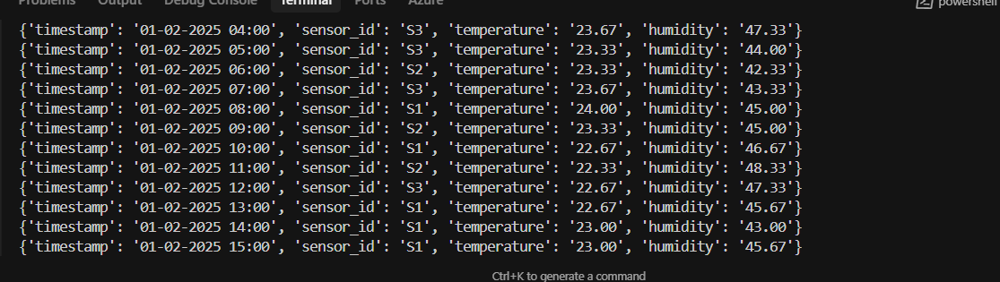 Problems Output Debug Console Terminal Ports Azure powershell
{'timestamp': '01-02-2025 04:00', 'sensor_id': 'S3', 'temperature': '23.67', 'humidity': '47.33'}
{'timestamp': '01-02-2025 05:00', 'sensor_id': 'S3', 'temperature': '23.33', 'humidity': '44.00'}
{'timestamp': '01-02-2025 06:00', 'sensor_id': 'S2', 'temperature': '23.33', 'humidity': '42.33'}
{'timestamp': '01-02-2025 07:00', 'sensor_id': 'S3', 'temperature': '23.67', 'humidity': '43.33'}
{'timestamp': '01-02-2025 08:00', 'sensor_id': 'S1', 'temperature': '24.00', 'humidity': '45.00'}
{'timestamp': '01-02-2025 09:00', 'sensor_id': 'S2', 'temperature': '23.33', 'humidity': '45.00'}
{'timestamp': '01-02-2025 10:00', 'sensor_id': 'S1', 'temperature': '22.67', 'humidity': '46.67'}
{'timestamp': '01-02-2025 11:00', 'sensor_id': 'S2', 'temperature': '22.33', 'humidity': '48.33'}
{'timestamp': '01-02-2025 12:00', 'sensor_id': 'S3', 'temperature': '22.67', 'humidity': '47.33'}
{'timestamp': '01-02-2025 13:00', 'sensor_id': 'S1', 'temperature': '22.67', 'humidity': '45.67'}
{'timestamp': '01-02-2025 14:00', 'sensor_id': 'S1', 'temperature': '23.00', 'humidity': '43.00'}
{'timestamp': '01-02-2025 15:00', 'sensor_id': 'S1', 'temperature': '23.00', 'humidity': '45.67'}
Ctrl+K to generate a command